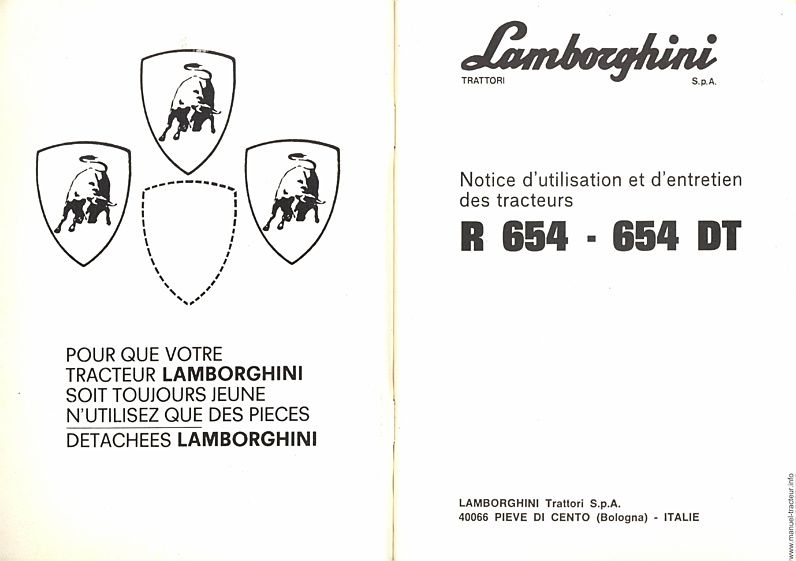 POUR QUE VOTRE
TRACTEUR LAMBORGHINI
SOIT TOUJOURS JEUNE
N'UTILISEZ QUE DES PIECES
DETACHEES LAMBORGHINI
Lamborghini
TRATTORI S.p.A.
Notice d'utilisation et d'entretien
des tracteurs
R 654 - 654 DT
LAMBORGHINI Trattori S.p.A.
40066 PIEVE DI CENTO (Bologna) - ITALIE
www.manuel-tracteur.info